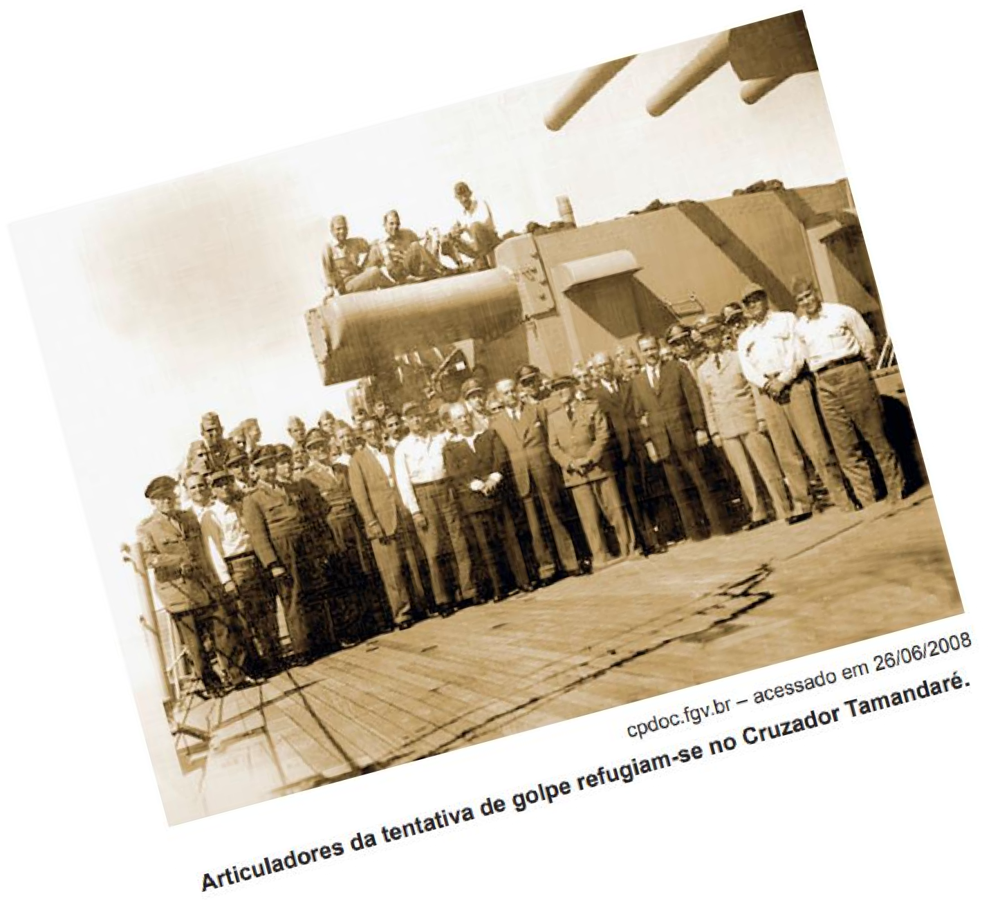 cpdoc.fgv.br – acessado em 26/06/2008
Articuladores da tentativa de golpe refugiam-se no Cruzador Tamandaré.